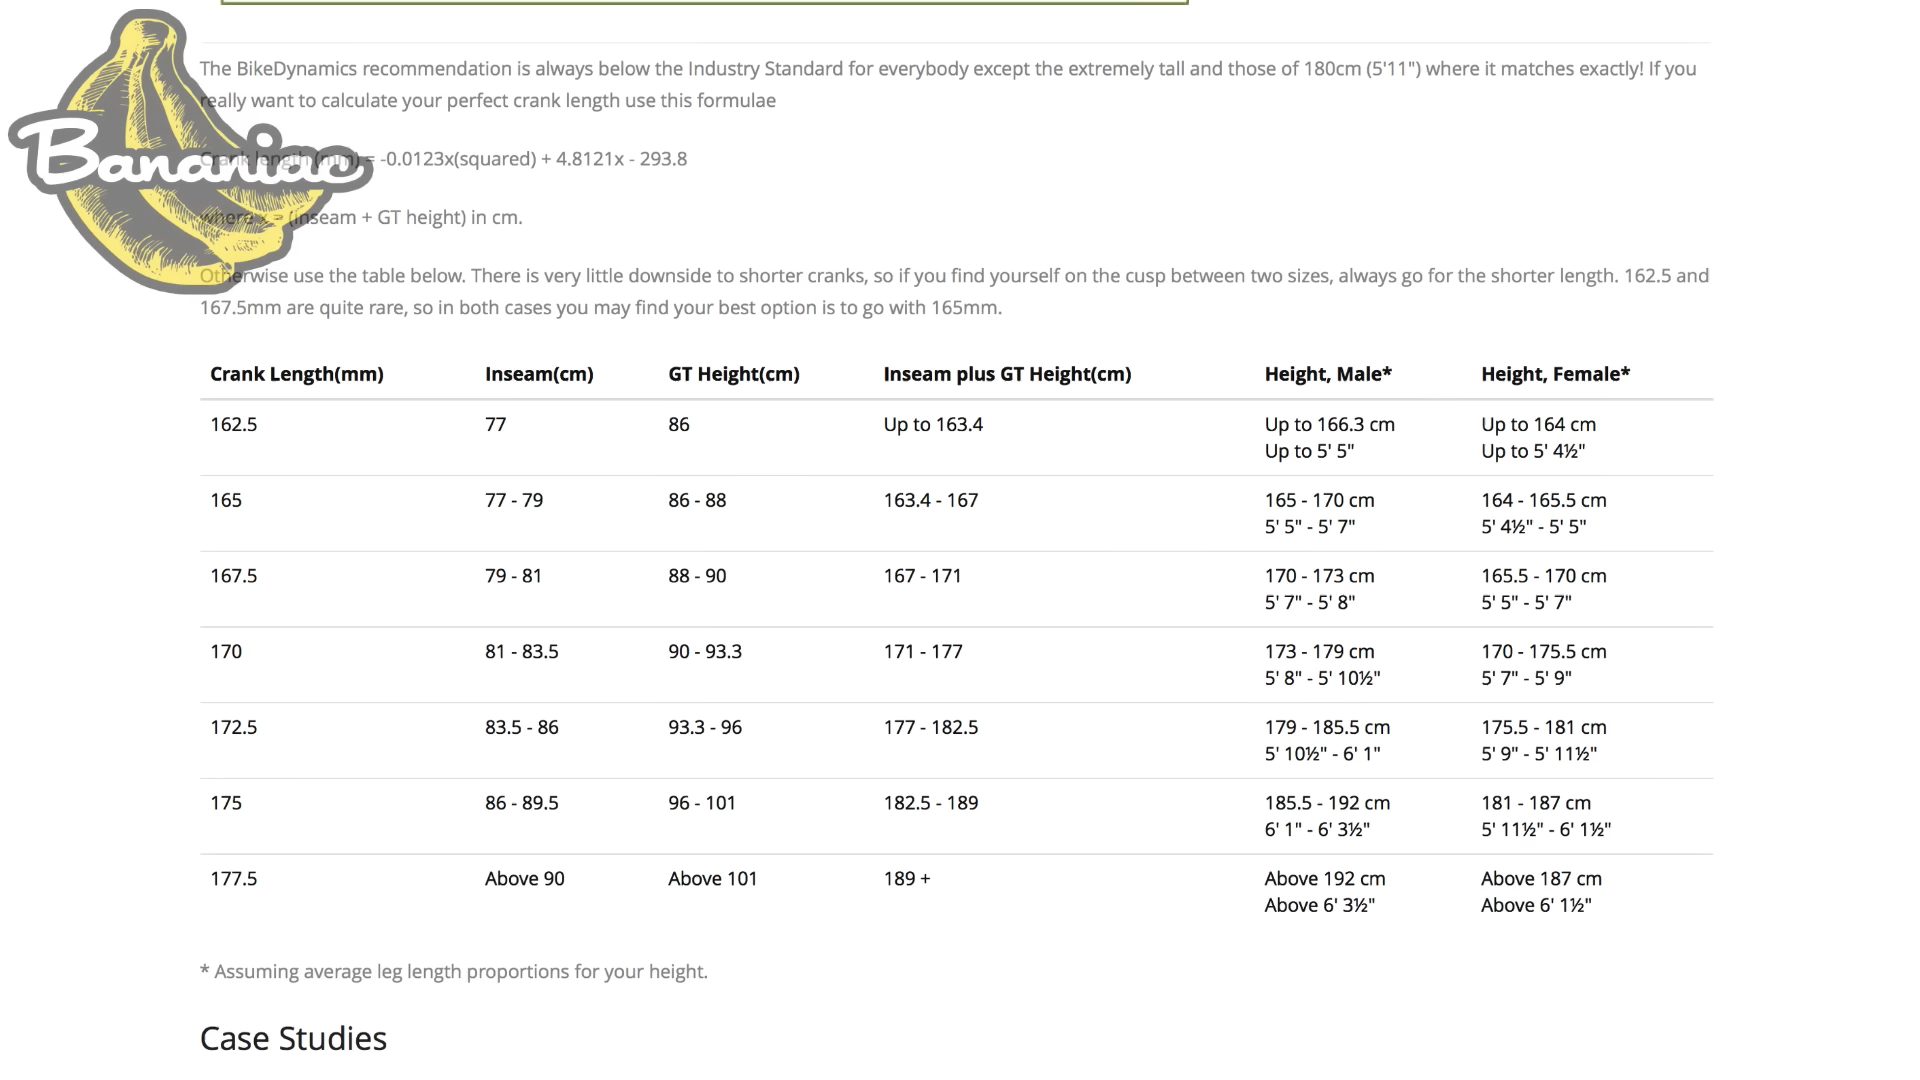 The BikeDynamics recommendation is always below the Industry Standard for everybody except the extremely tall and those of 180cm (5'11") where it matches exactly! If you
really want to calculate your perfect crank length use this formulae
Bananiac
Crank length (mm) = -0.0123x(squared) + 4.8121x - 293.8
where x = (inseam + GT height) in cm.
Otherwise use the table below. There is very little downside to shorter cranks, so if you find yourself on the cusp between two sizes, always go for the shorter length. 162.5 and
167.5mm are quite rare, so in both cases you may find your best option is to go with 165mm.
Crank Length(mm) Inseam(cm) GT Height(cm) Inseam plus GT Height(cm) Height, Male* Height, Female*
162.5 77 86 Up to 163.4 Up to 166.3 cm Up to 164 cm
Up to 5' 5" Up to 5' 4½"
165 77 - 79 86 - 88 163.4 - 167 165 - 170 cm 164 - 165.5 cm
5' 5" - 5' 7" 5' 4½" - 5' 5"
167.5 79 - 81 88 - 90 167 - 171 170 - 173 cm 165.5 - 170 cm
5' 7" - 5' 8" 5' 5" - 5' 7"
170 81 - 83.5 90 - 93.3 171 - 177 173 - 179 cm 170 - 175.5 cm
5' 8" - 5' 10½" 5' 7" - 5' 9"
172.5 83.5 - 86 93.3 - 96 177 - 182.5 179 - 185.5 cm 175.5 - 181 cm
5' 10½" - 6' 1" 5' 9" - 5' 11½"
175 86 - 89.5 96 - 101 182.5 - 189 185.5 - 192 cm 181 - 187 cm
6' 1" - 6' 3½" 5' 11½" - 6' 1½"
177.5 Above 90 Above 101 189 + Above 192 cm Above 187 cm
Above 6' 3½" Above 6' 1½"
* Assuming average leg length proportions for your height.
Case Studies